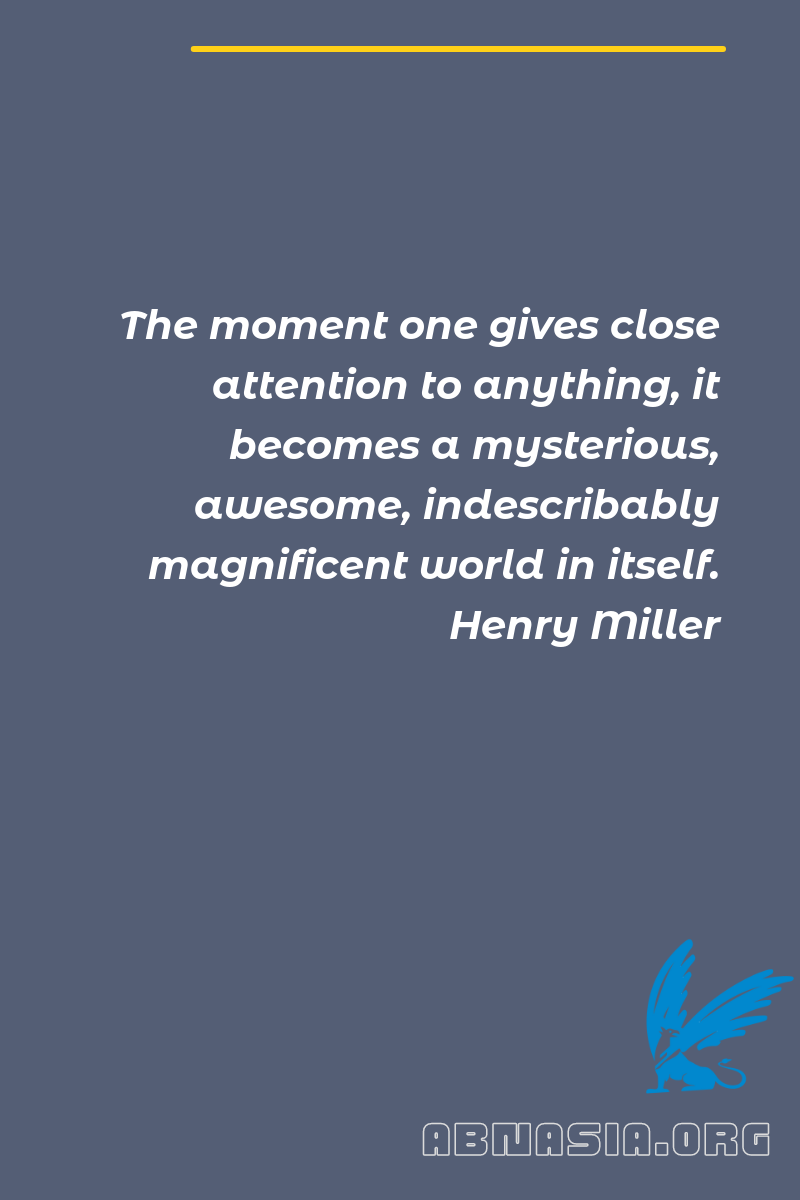 The moment one gives close
attention to anything, it
becomes a mysterious,
awesome, indescribably
magnificent world in itself.
Henry Miller
ABNASIA.ORG